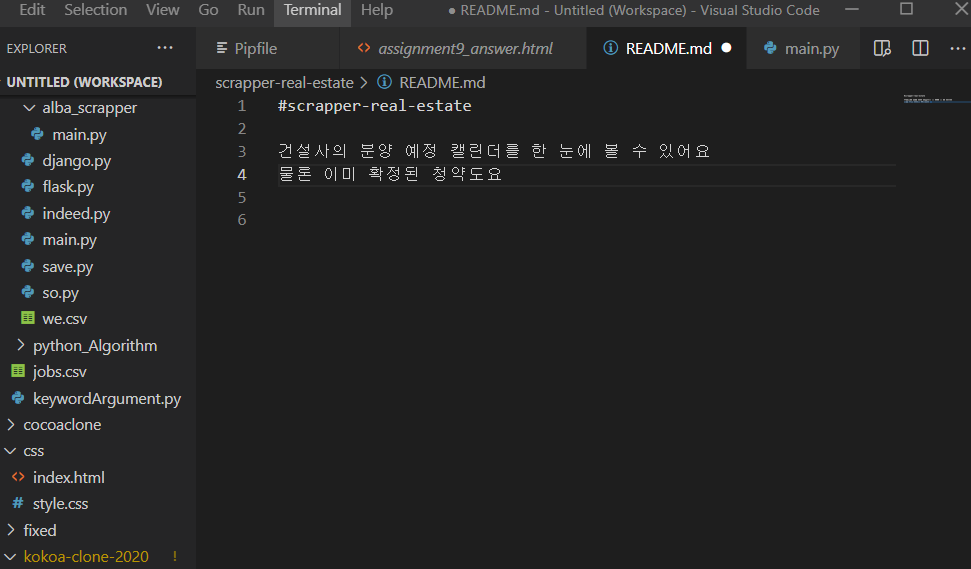 Edit Selection View Go Run Terminal Help ● README.md - Untitled (Workspace) - Visual Studio Code
EXPLORER ···
Pipfile assignment9_answer.html README.md ● main.py ···
UNTITLED (WORKSPACE)
scrapper-real-estate > README.md
alba_scrapper
main.py
django.py
flask.py
indeed.py
main.py
save.py
so.py
we.csv
python_Algorithm
jobs.csv
keywordArgument.py
cocoaclone
css
index.html
style.css
fixed
kokoa-clone-2020 !
1 #scrapper-real-estate
2
3 건설사의 분양 예정 캘린더를 한 눈에 볼 수 있어요
4 물론 이미 확정된 청약도요
5
6